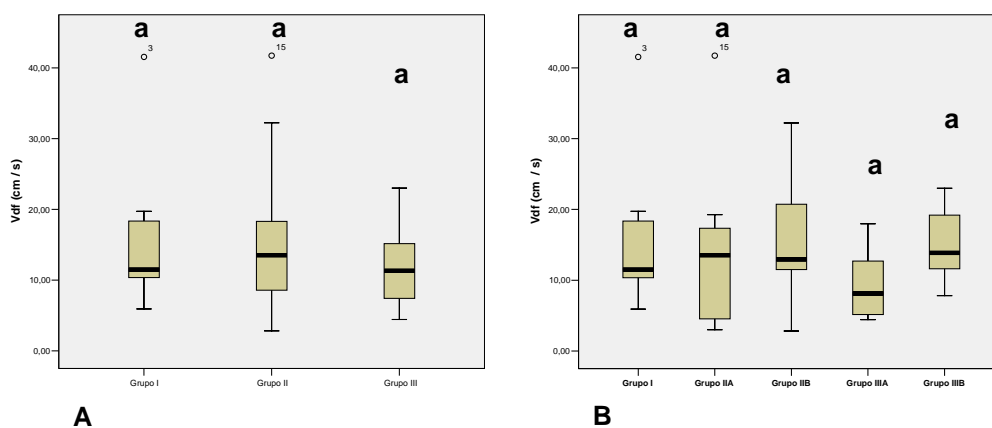 a
a
a
3
15
40,00
30,00
20,00
10,00
0,00
Vdf (cm / s)
Grupo I
Grupo II
Grupo III
A
a
a
a
a
a
3
15
40,00
30,00
20,00
10,00
0,00
Vdf (cm / s)
Grupo I
Grupo IIA
Grupo IIB
Grupo IIIA
Grupo IIIB
B